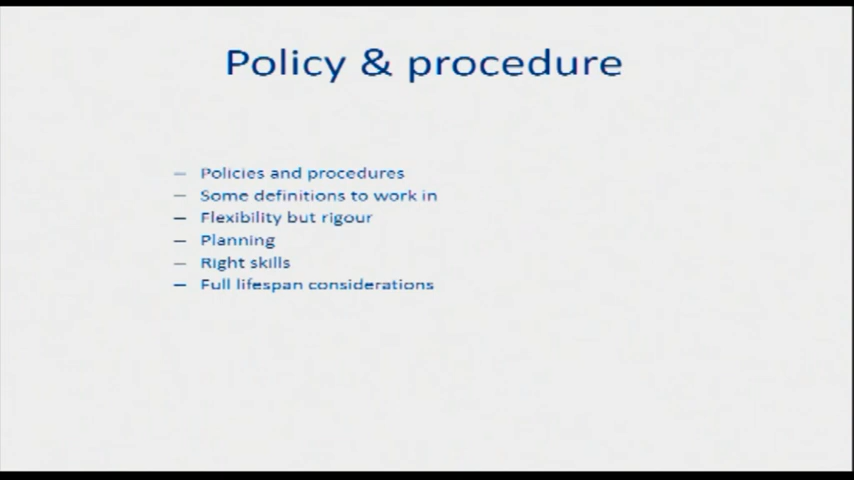 Policy & procedure
– Policies and procedures
– Some definitions to work in
– Flexibility but rigour
– Planning
– Right skills
– Full lifespan considerations